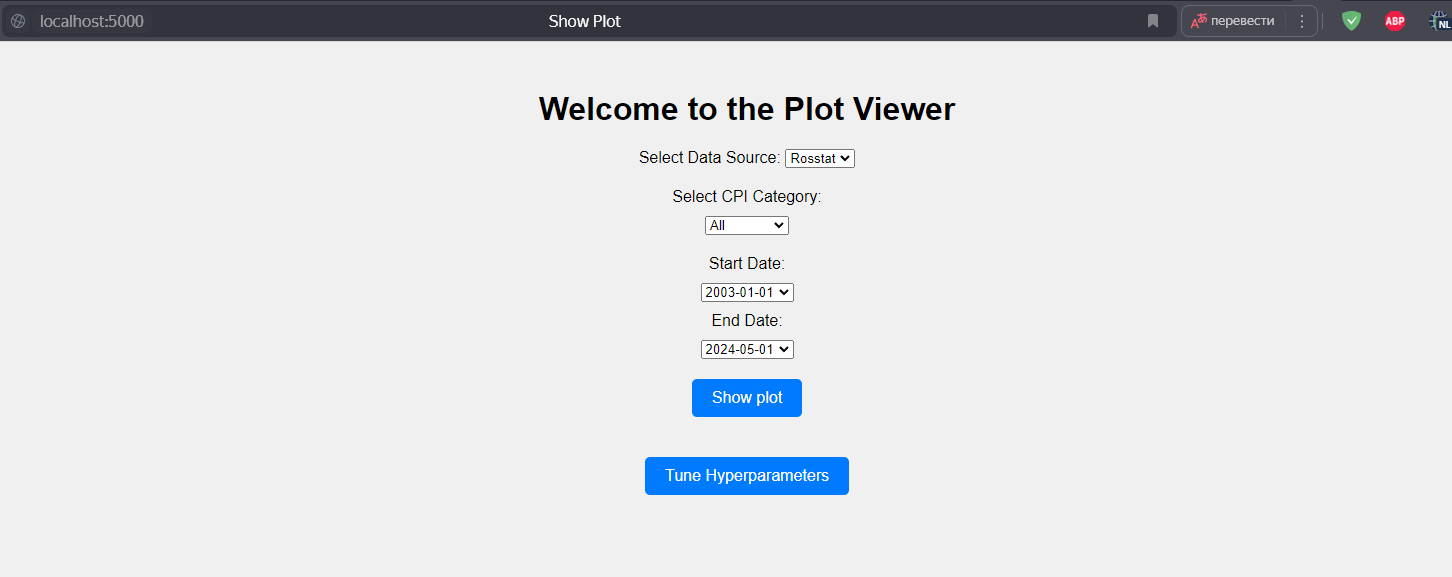 localhost:5000 Show Plot перевести ABP NL
Welcome to the Plot Viewer
Select Data Source: Rosstat
Select CPI Category:
All
Start Date:
2003-01-01
End Date:
2024-05-01
Show plot
Tune Hyperparameters